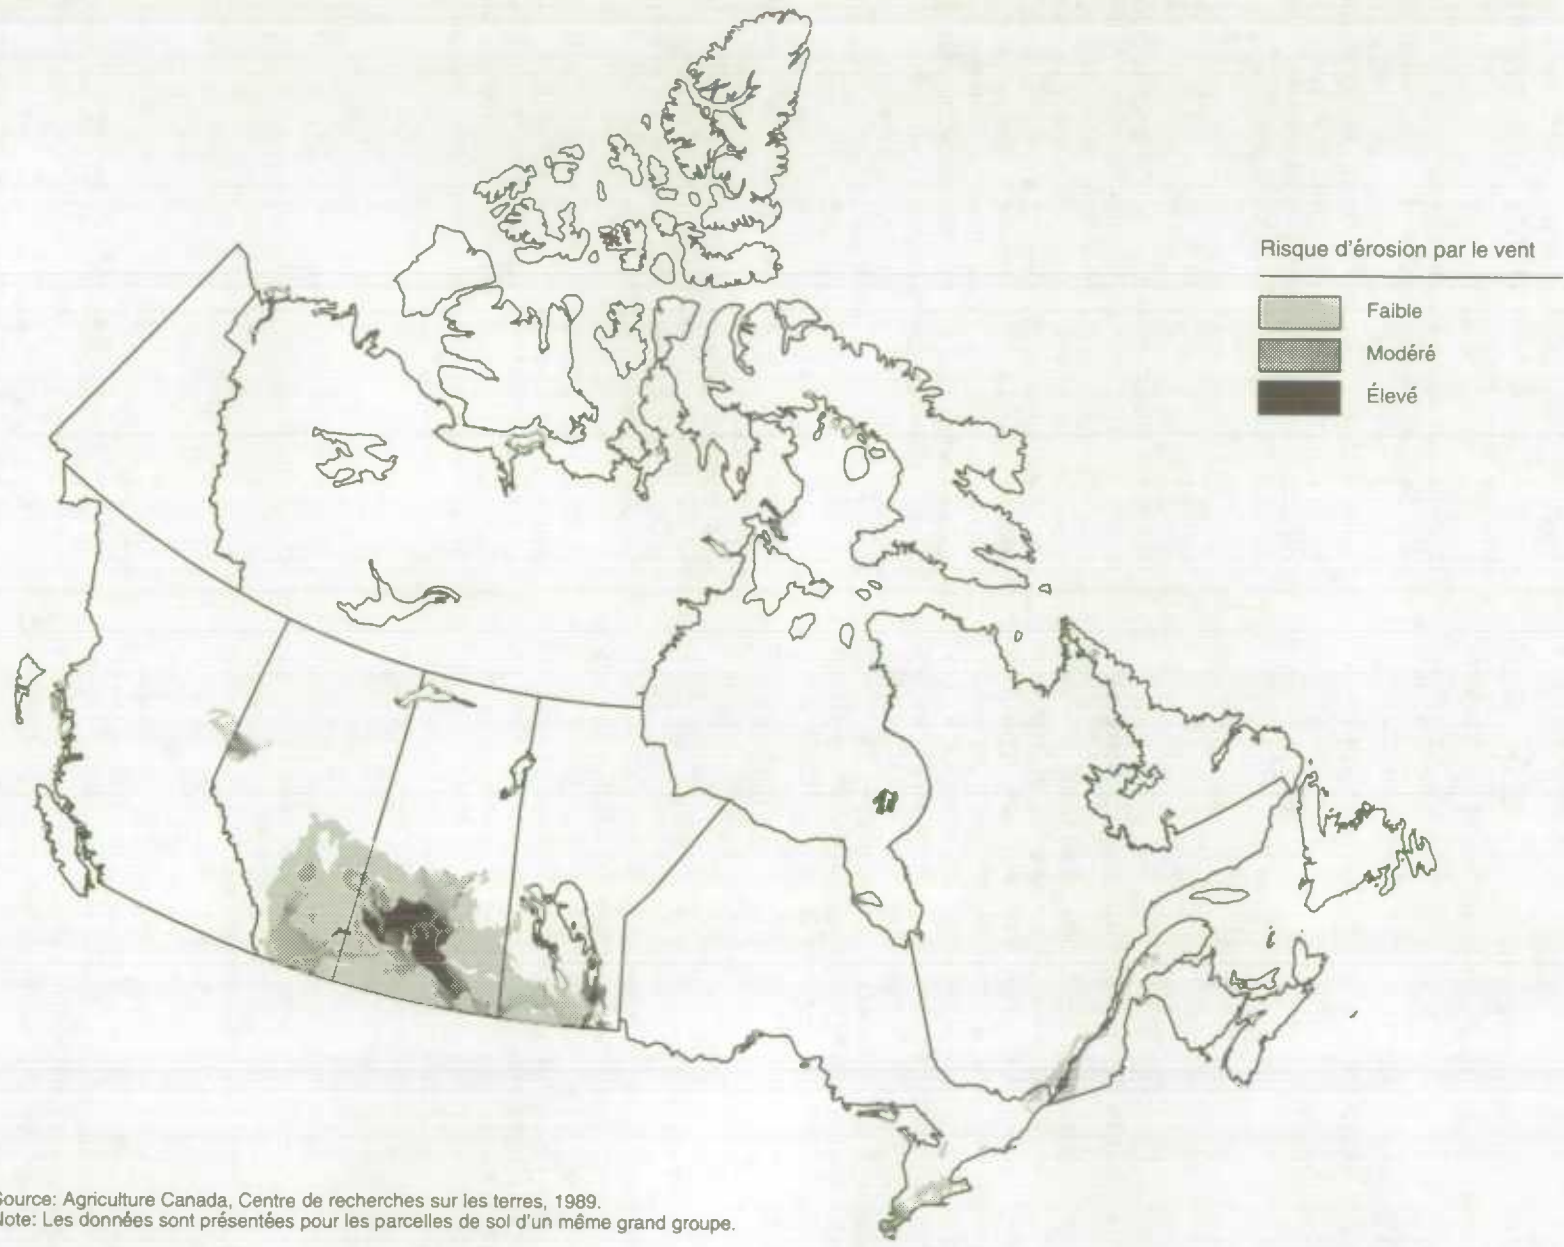 Risque d'érosion par le vent
Faible
Modéré
Élevé
Source: Agriculture Canada, Centre de recherches sur les terres, 1989.
Note: Les données sont présentées pour les parcelles de sol d'un même grand groupe.